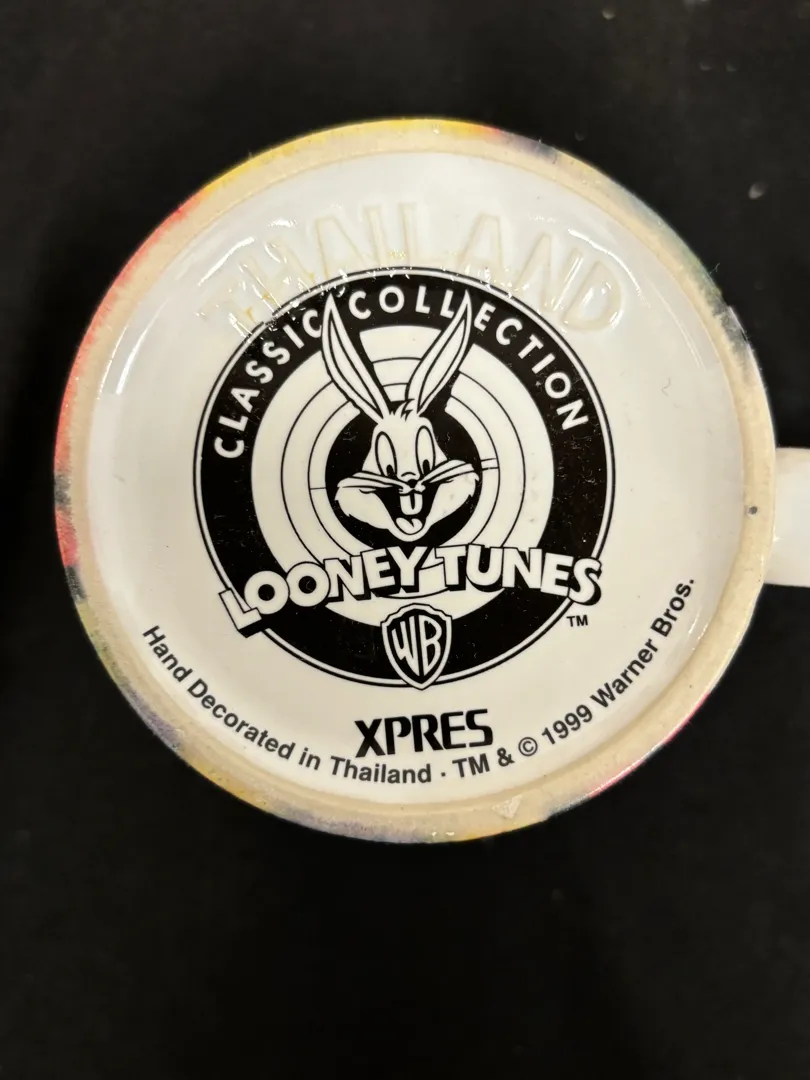 THAILAND
CLASSIC COLLECTION
LOONEY TUNES
TM
WB
XPRES
Hand Decorated in Thailand · TM & © 1999 Warner Bros.